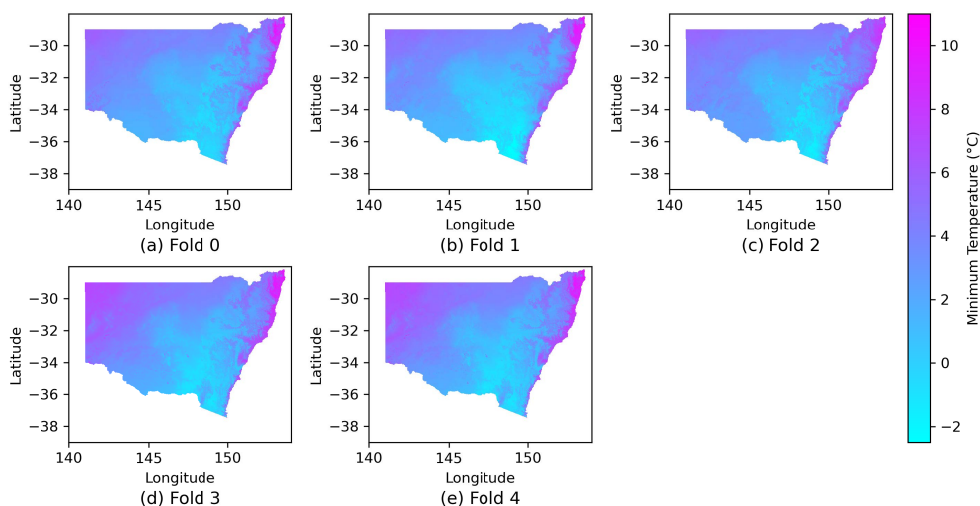 −30
−32
−34
−36
−38
Latitude
140 145 150
Longitude
(a) Fold 0
−30
−32
−34
−36
−38
Latitude
140 145 150
Longitude
(b) Fold 1
−30
−32
−34
−36
−38
Latitude
140 145 150
Longitude
(c) Fold 2
10
8
6
4
2
0
−2
Minimum Temperature (°C)
−30
−32
−34
−36
−38
Latitude
140 145 150
Longitude
(d) Fold 3
−30
−32
−34
−36
−38
Latitude
140 145 150
Longitude
(e) Fold 4